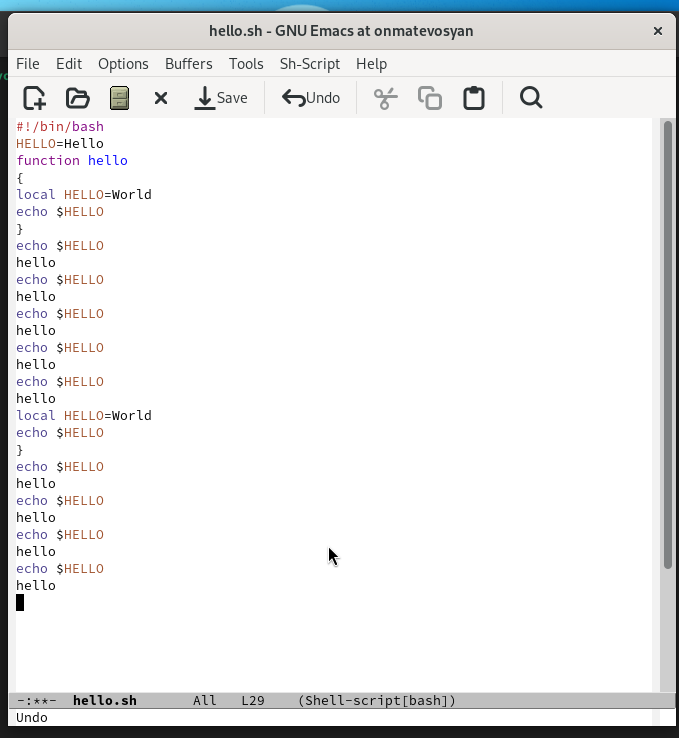 hello.sh - GNU Emacs at onmatevosyan
File Edit Options Buffers Tools Sh-Script Help
Save Undo
#!/bin/bash
HELLO=Hello
function hello
{
local HELLO=World
echo $HELLO
}
echo $HELLO
hello
echo $HELLO
hello
echo $HELLO
hello
echo $HELLO
hello
echo $HELLO
hello
local HELLO=World
echo $HELLO
}
echo $HELLO
hello
echo $HELLO
hello
echo $HELLO
hello
echo $HELLO
hello
-:**- hello.sh All L29 (Shell-script[bash])
Undo